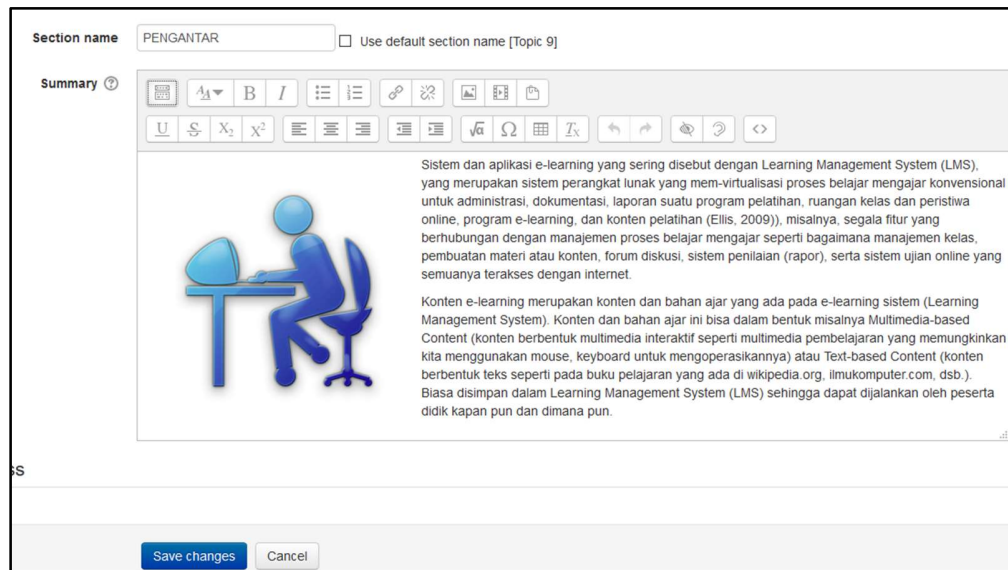 Section name PENGANTAR Use default section name [Topic 9]
Summary
Sistem dan aplikasi e-learning yang sering disebut dengan Learning Management System (LMS),
yang merupakan sistem perangkat lunak yang mem-virtualisasi proses belajar mengajar konvensional
untuk administrasi, dokumentasi, laporan suatu program pelatihan, ruangan kelas dan peristiwa
online, program e-learning, dan konten pelatihan (Ellis, 2009)), misalnya, segala fitur yang
berhubungan dengan manajemen proses belajar mengajar seperti bagaimana manajemen kelas,
pembuatan materi atau konten, forum diskusi, sistem penilaian (rapor), serta sistem ujian online yang
semuanya terakses dengan internet.
Konten e-learning merupakan konten dan bahan ajar yang ada pada e-learning sistem (Learning
Management System). Konten dan bahan ajar ini bisa dalam bentuk misalnya Multimedia-based
Content (konten berbentuk multimedia interaktif seperti multimedia pembelajaran yang memungkinkan
kita menggunakan mouse, keyboard untuk mengoperasikannya) atau Text-based Content (konten
berbentuk teks seperti pada buku pelajaran yang ada di wikipedia.org, ilmukomputer.com, dsb.).
Biasa disimpan dalam Learning Management System (LMS) sehingga dapat dijalankan oleh peserta
didik kapan pun dan dimana pun.
Save changes Cancel